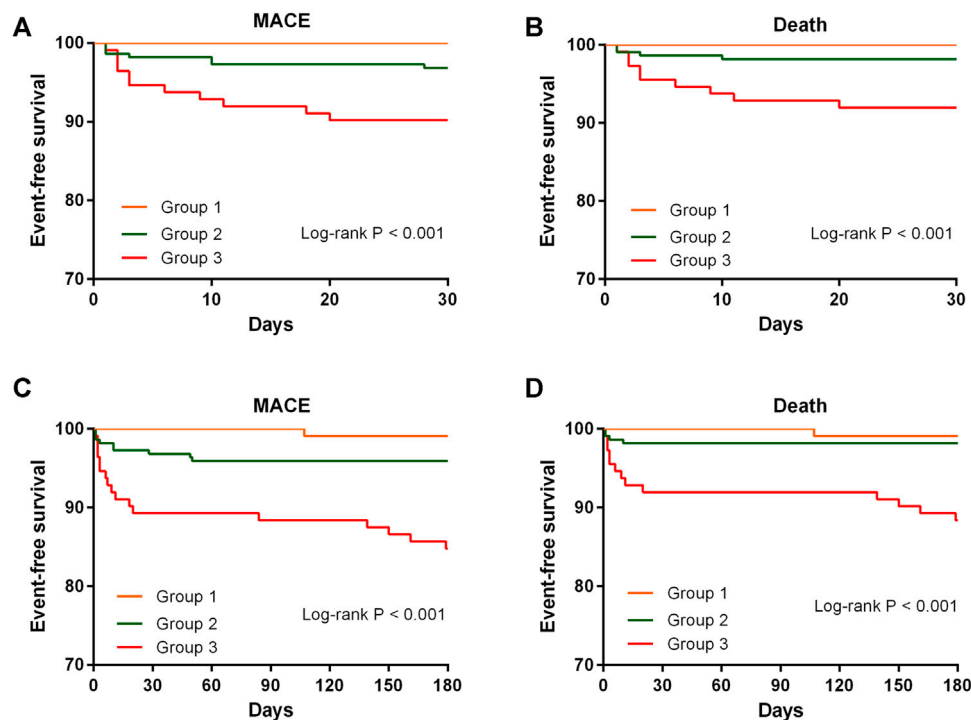 A
MACE
Event-free survival
100
90
80
70
Group 1
Group 2
Group 3
Log-rank P < 0.001
0
10
20
30
Days
B
Death
Event-free survival
100
90
80
70
Group 1
Group 2
Group 3
Log-rank P < 0.001
0
10
20
30
Days
C
MACE
Event-free survival
100
90
80
70
Group 1
Group 2
Group 3
Log-rank P < 0.001
0
30
60
90
120
150
180
Days
D
Death
Event-free survival
100
90
80
70
Group 1
Group 2
Group 3
Log-rank P < 0.001
0
30
60
90
120
150
180
Days